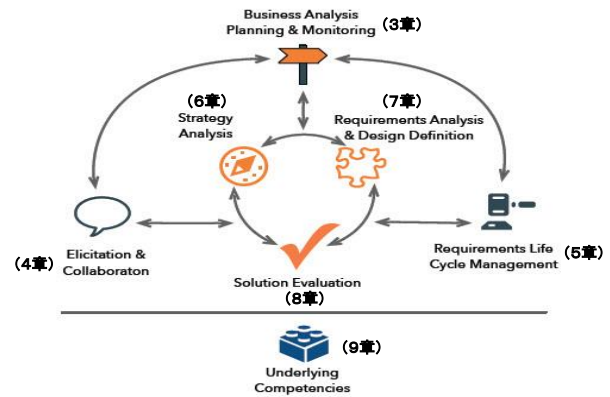 Business Analysis
Planning & Monitoring
(3章)
(6章)
Strategy
Analysis
(7章)
Requirements Analysis
& Design Definition
(4章)
Elicitation &
Collaboraton
Requirements Life
Cycle Management
(5章)
Solution Evaluation
(8章)
(9章)
Underlying
Competencies